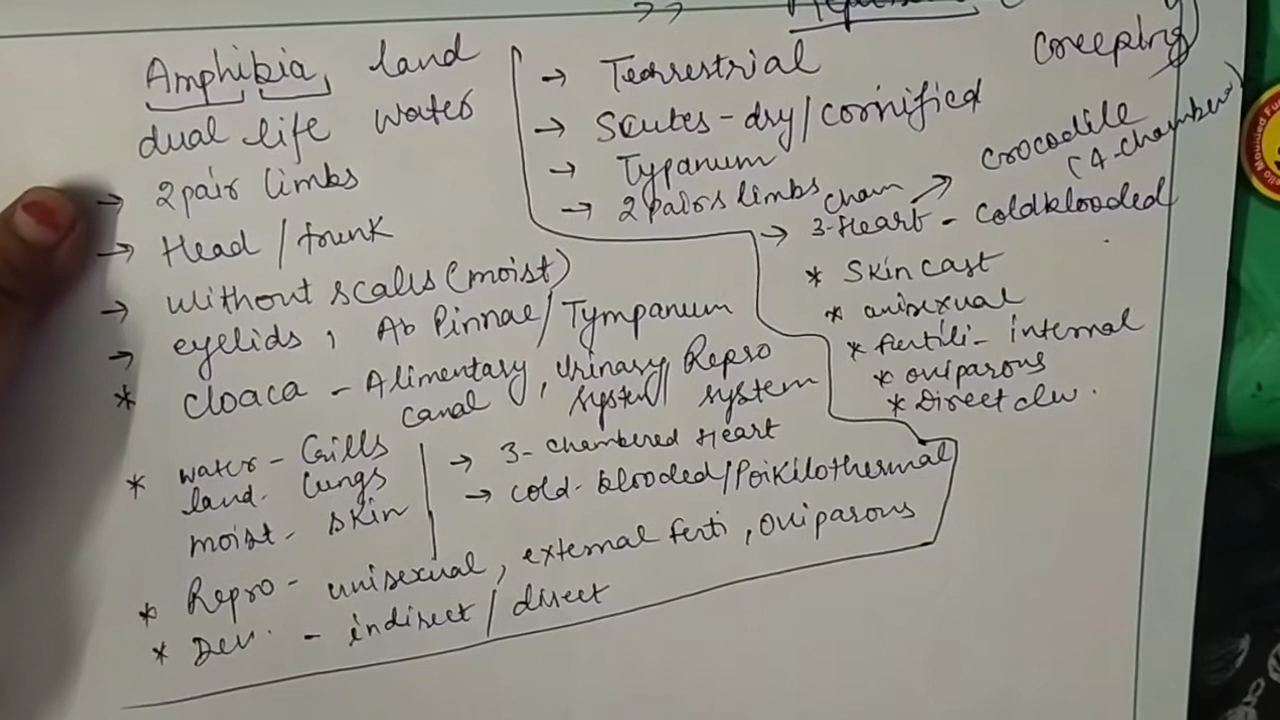 Amphibia, land
dual life water
→ 2 pair limbs
→ Head / trunk
→ without scales (moist)
→ eyelids, Ab Pinnae / Tympanum
* cloaca - Alimentary canal, Urinary system, Repro system
* water - Gills
land - lungs
moist - skin
→ 3-chambered Heart
→ cold-blooded/Poikilothermal
* Repro - unisexual, external ferti, oviparous
* Dev. - indirect / direct
creeping
→ Terrestrial
→ Scutes - dry/cornified
→ Typanum
→ 2 pairs limbs
→ 3-Heart - coldblooded
cham → crocodile
(4-chamber)
* Skin cast
* unisexual
* fertili - internal
* oviparous
* Direct dev.